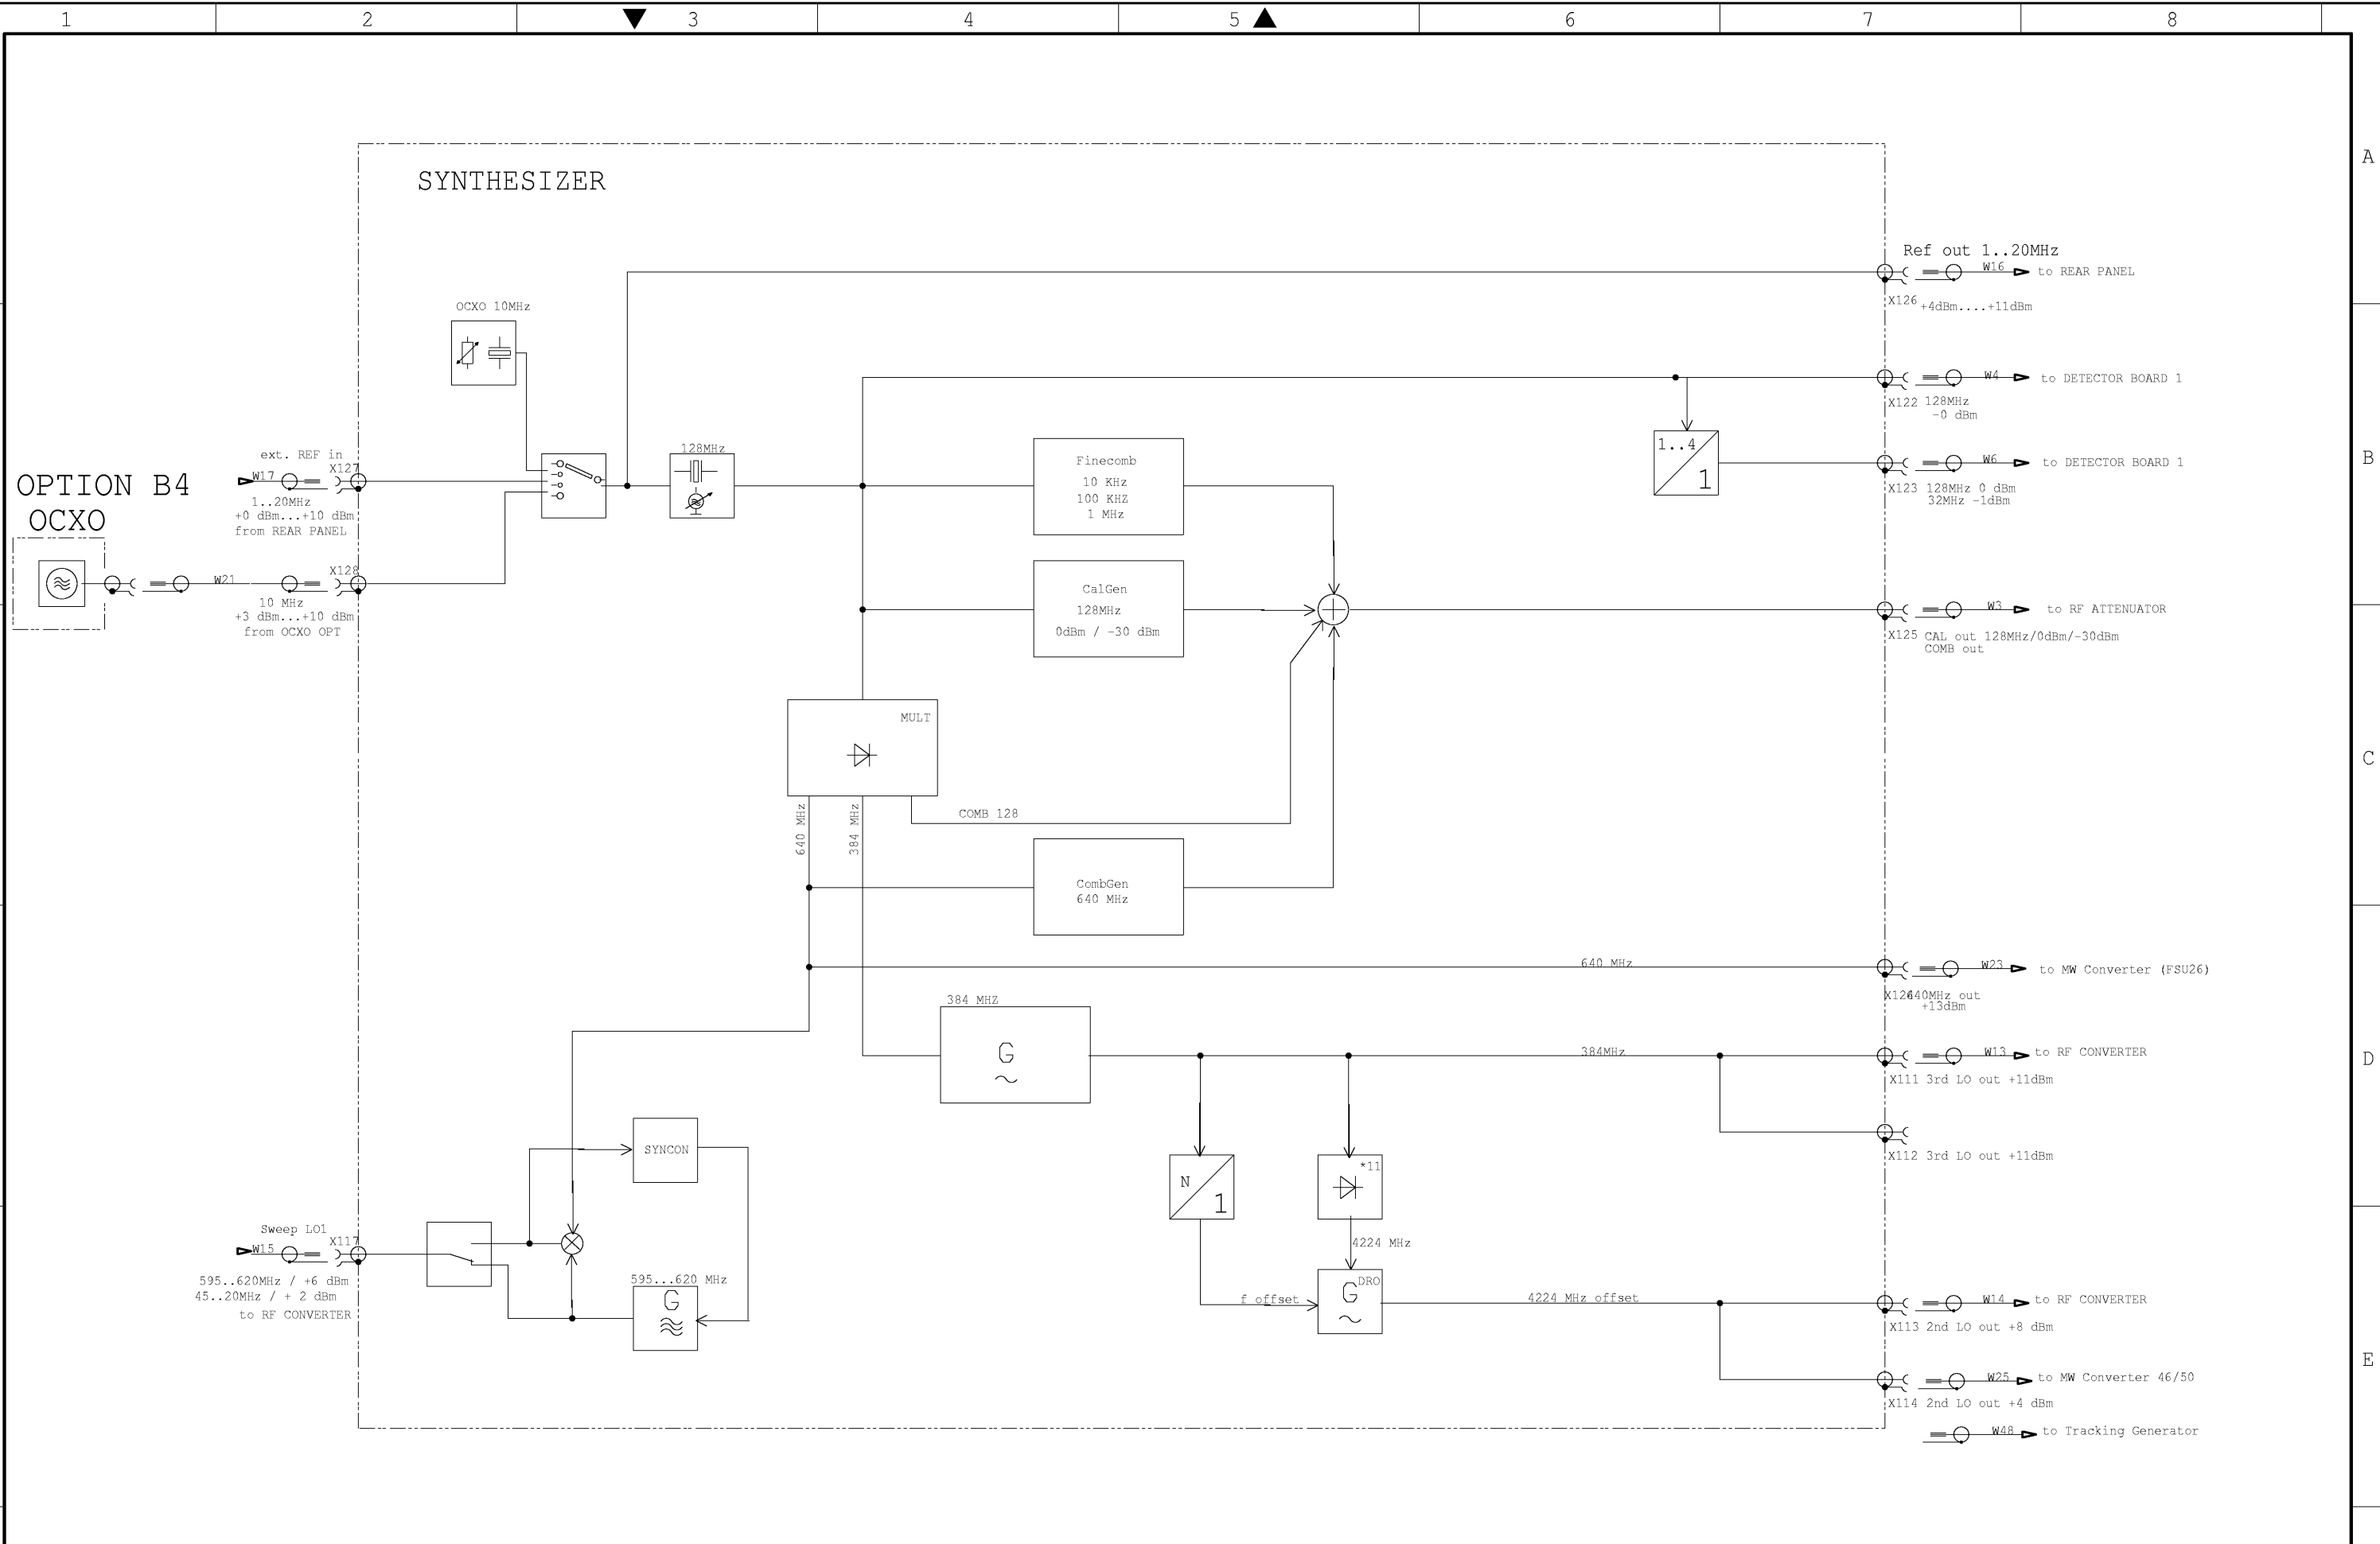 1 2 3 4 5 6 7 8
A
SYNTHESIZER
Ref out 1..20MHz
W16 to REAR PANEL
X126 +4dBm....+11dBm
OCXO 10MHz
W4 to DETECTOR BOARD 1
X122 128MHz
-0 dBm
128MHz
1..4
1
W6 to DETECTOR BOARD 1
X123 128MHz 0 dBm
32MHz -1dBm
B
ext. REF in
W17 X127
1..20MHz
+0 dBm...+10 dBm
from REAR PANEL
OPTION B4
OCXO
W21 X128
10 MHz
+3 dBm...+10 dBm
from OCXO OPT
Finecomb
10 KHz
100 KHZ
1 MHz
CalGen
128MHz
0dBm / -30 dBm
W3 to RF ATTENUATOR
X125 CAL out 128MHz/0dBm/-30dBm
COMB out
MULT
C
640 MHz
384 MHz
COMB 128
CombGen
640 MHz
640 MHz
W23 to MW Converter (FSU26)
640MHz out
+13dBm
384 MHZ
G
384MHz
W13 to RF CONVERTER
X111 3rd LO out +11dBm
D
X112 3rd LO out +11dBm
SYNCON
N
1
*11
4224 MHz
Sweep LO1
W15 X117
595..620MHz / +6 dBm
45..20MHz / + 2 dBm
to RF CONVERTER
595...620 MHz
G
f offset
DRO
G
4224 MHz offset
W14 to RF CONVERTER
X113 2nd LO out +8 dBm
E
W25 to MW Converter 46/50
X114 2nd LO out +4 dBm
W48 to Tracking Generator